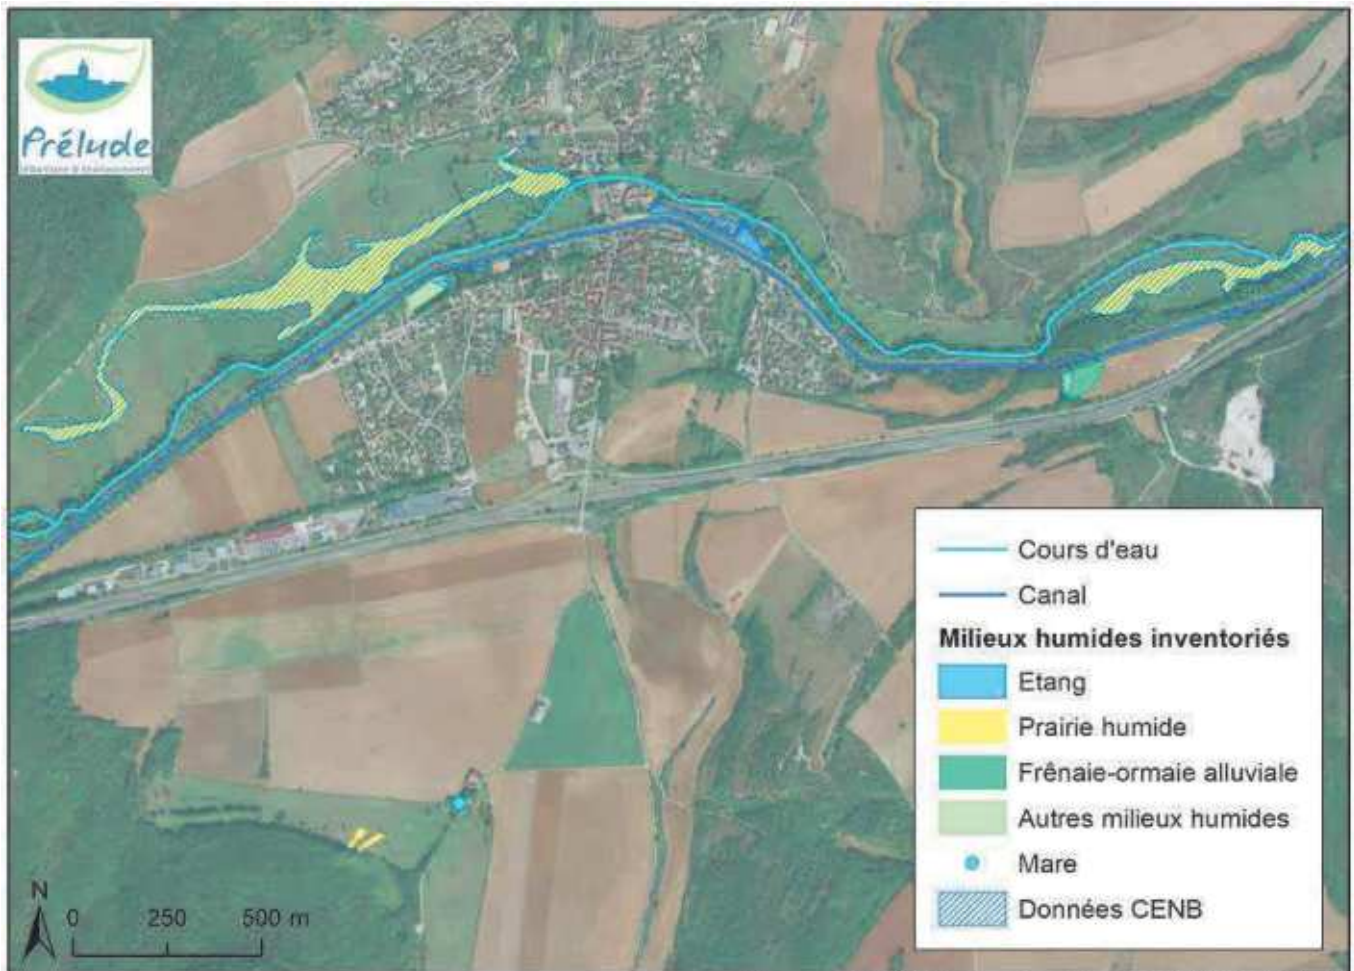 Prélude
Cours d'eau
Canal
Milieux humides inventoriés
Etang
Prairie humide
Frênaie-ormaie alluviale
Autres milieux humides
Mare
Données CENB
N
0 250 500 m